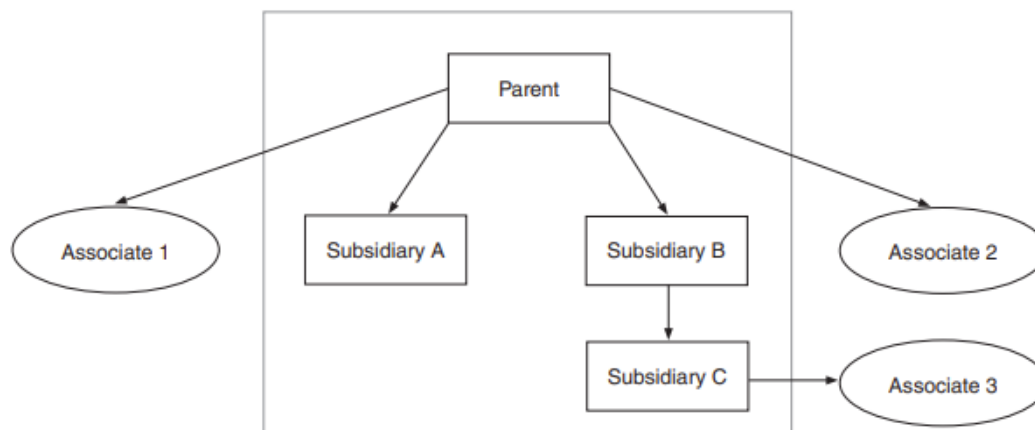 Parent
Associate 1
Subsidiary A
Subsidiary B
Associate 2
Subsidiary C
Associate 3